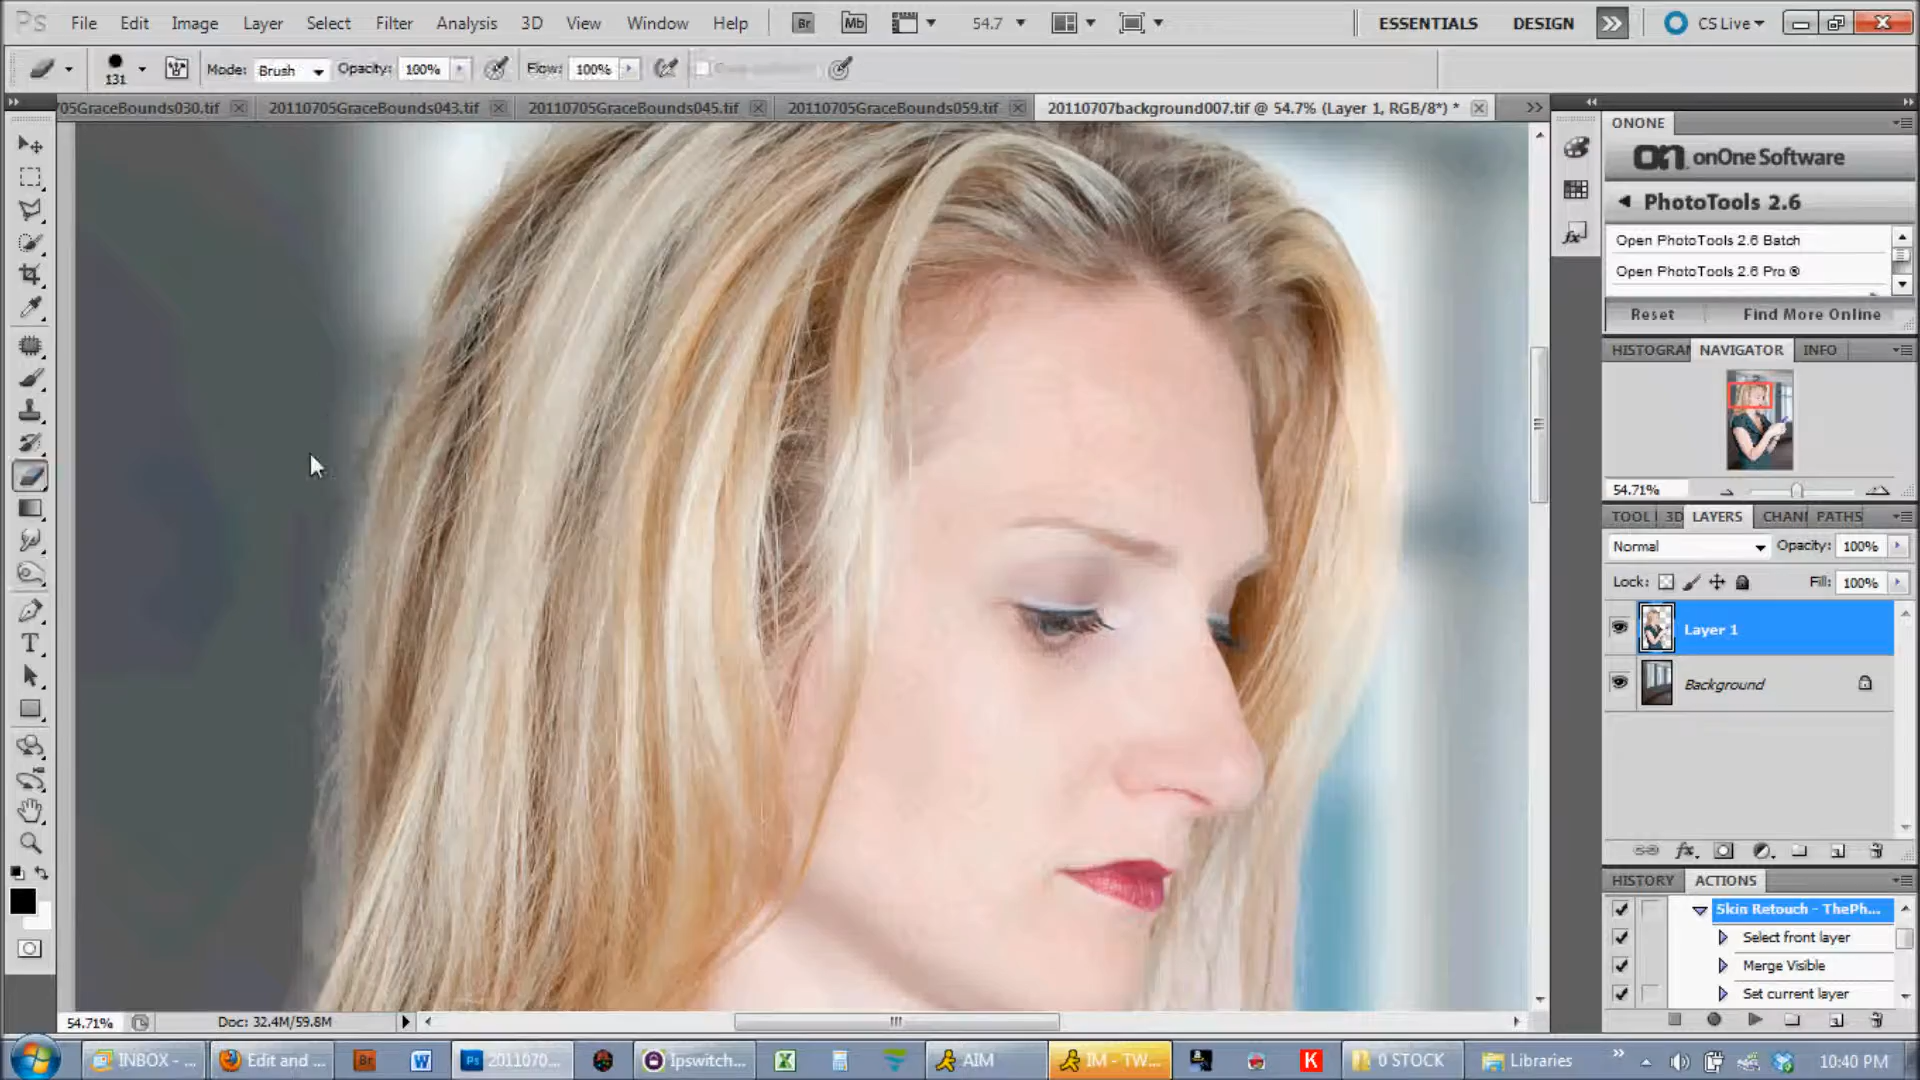 Ps File Edit Image Layer Select Filter Analysis 3D View Window Help Br Mb 54.7 ESSENTIALS DESIGN CS Live
131 Mode: Brush Opacity: 100% Flow: 100%
05GraceBounds030.tif 20110705GraceBounds043.tif 20110705GraceBounds045.tif 20110705GraceBounds059.tif 20110707background007.tif @ 54.7% (Layer 1, RGB/8*) *
ONONE
on onOne Software
PhotoTools 2.6
Open PhotoTools 2.6 Batch
Open PhotoTools 2.6 Pro ®
Reset Find More Online
HISTOGRAM NAVIGATOR INFO
54.71%
TOOL 3D LAYERS CHAN PATHS
Normal Opacity: 100%
Lock: Fill: 100%
Layer 1
Background
HISTORY ACTIONS
Skin Retouch - ThePh...
Select front layer
Merge Visible
Set current layer
54.71% Doc: 32.4M/59.8M
INBOX - ... Edit and ... Br W Ps 2011070... Ipswitch... AIM IM - TW... K 0 STOCK Libraries 10:40 PM